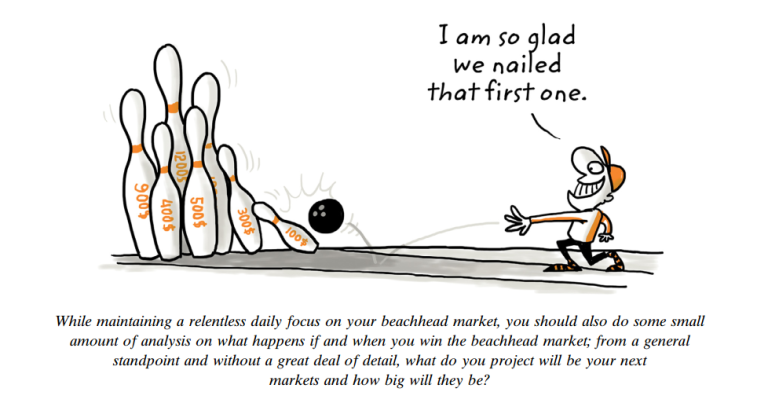 I am so glad
we nailed
that first one.
900$
400$
1200$
500$
300$
100$
While maintaining a relentless daily focus on your beachhead market, you should also do some small
amount of analysis on what happens if and when you win the beachhead market; from a general
standpoint and without a great deal of detail, what do you project will be your next
markets and how big will they be?